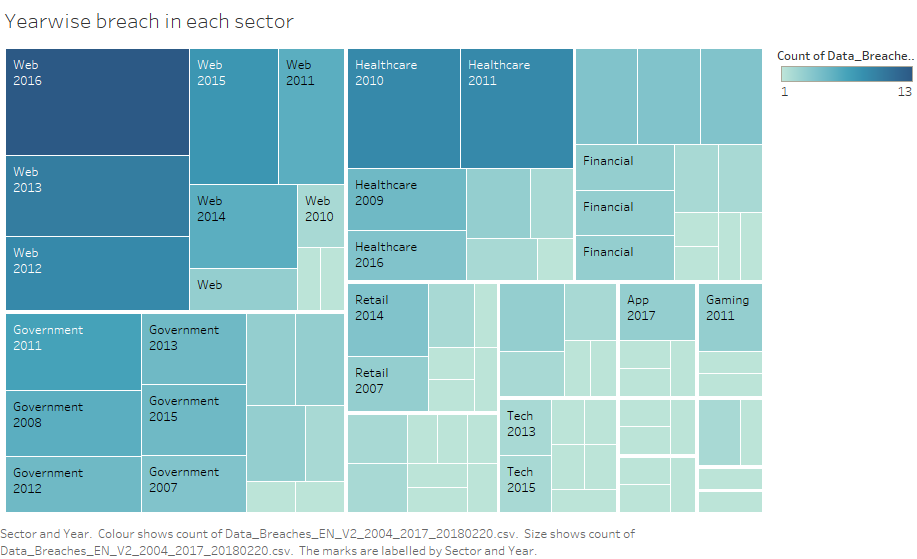 Yearwise breach in each sector
Web
2016
Web
2015
Web
2011
Web
2013
Web
2014
Web
2010
Web
2012
Web
Healthcare
2010
Healthcare
2011
Healthcare
2009
Healthcare
2016
Financial
Financial
Financial
Government
2011
Government
2013
Government
2008
Government
2015
Government
2012
Government
2007
Retail
2014
Retail
2007
App
2017
Gaming
2011
Tech
2013
Tech
2015
Count of Data_Breache..
1 13
Sector and Year. Colour shows count of Data_Breaches_EN_V2_2004_2017_20180220.csv. Size shows count of
Data_Breaches_EN_V2_2004_2017_20180220.csv. The marks are labelled by Sector and Year.